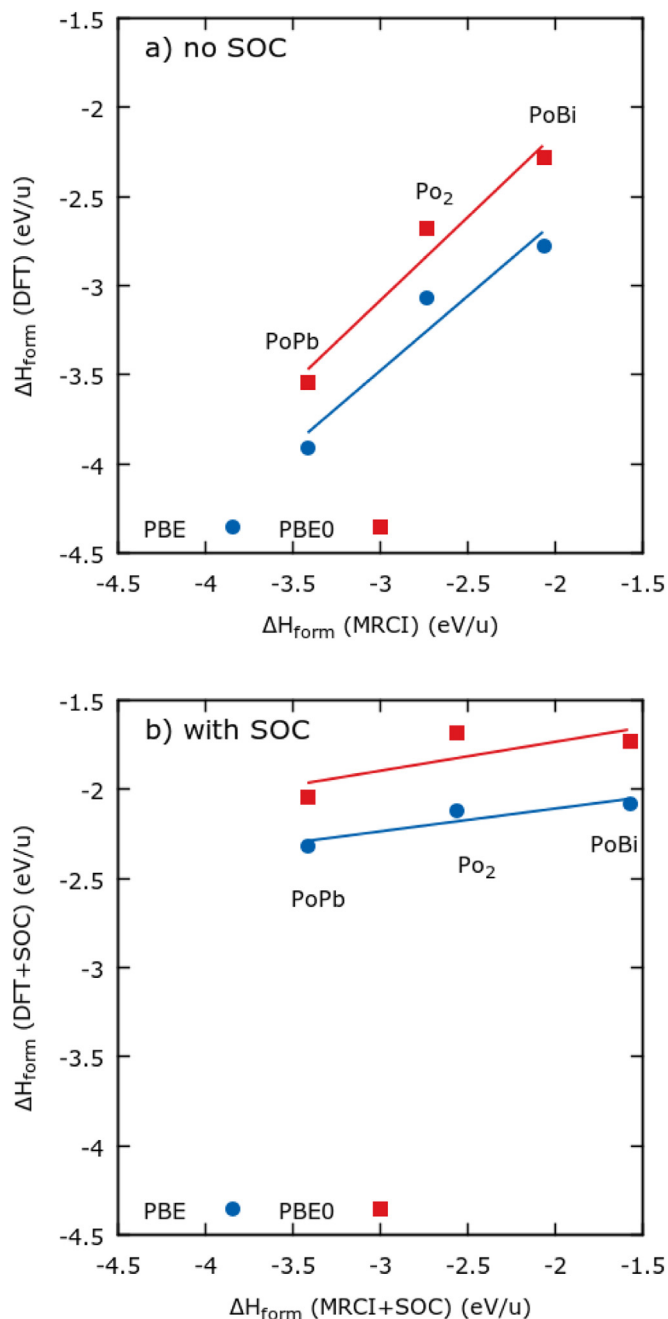 -1.5
a) no SOC
PoBi
-2
Po2
-2.5
ΔHform (DFT) (eV/u)
-3
PoPb
-3.5
-4
PBE PBE0
-4.5
-4.5 -4 -3.5 -3 -2.5 -2 -1.5
ΔHform (MRCI) (eV/u)
-1.5
b) with SOC
-2
PoBi
Po2
-2.5
PoPb
ΔHform (DFT+SOC) (eV/u)
-3
-3.5
-4
PBE PBE0
-4.5
-4.5 -4 -3.5 -3 -2.5 -2 -1.5
ΔHform (MRCI+SOC) (eV/u)